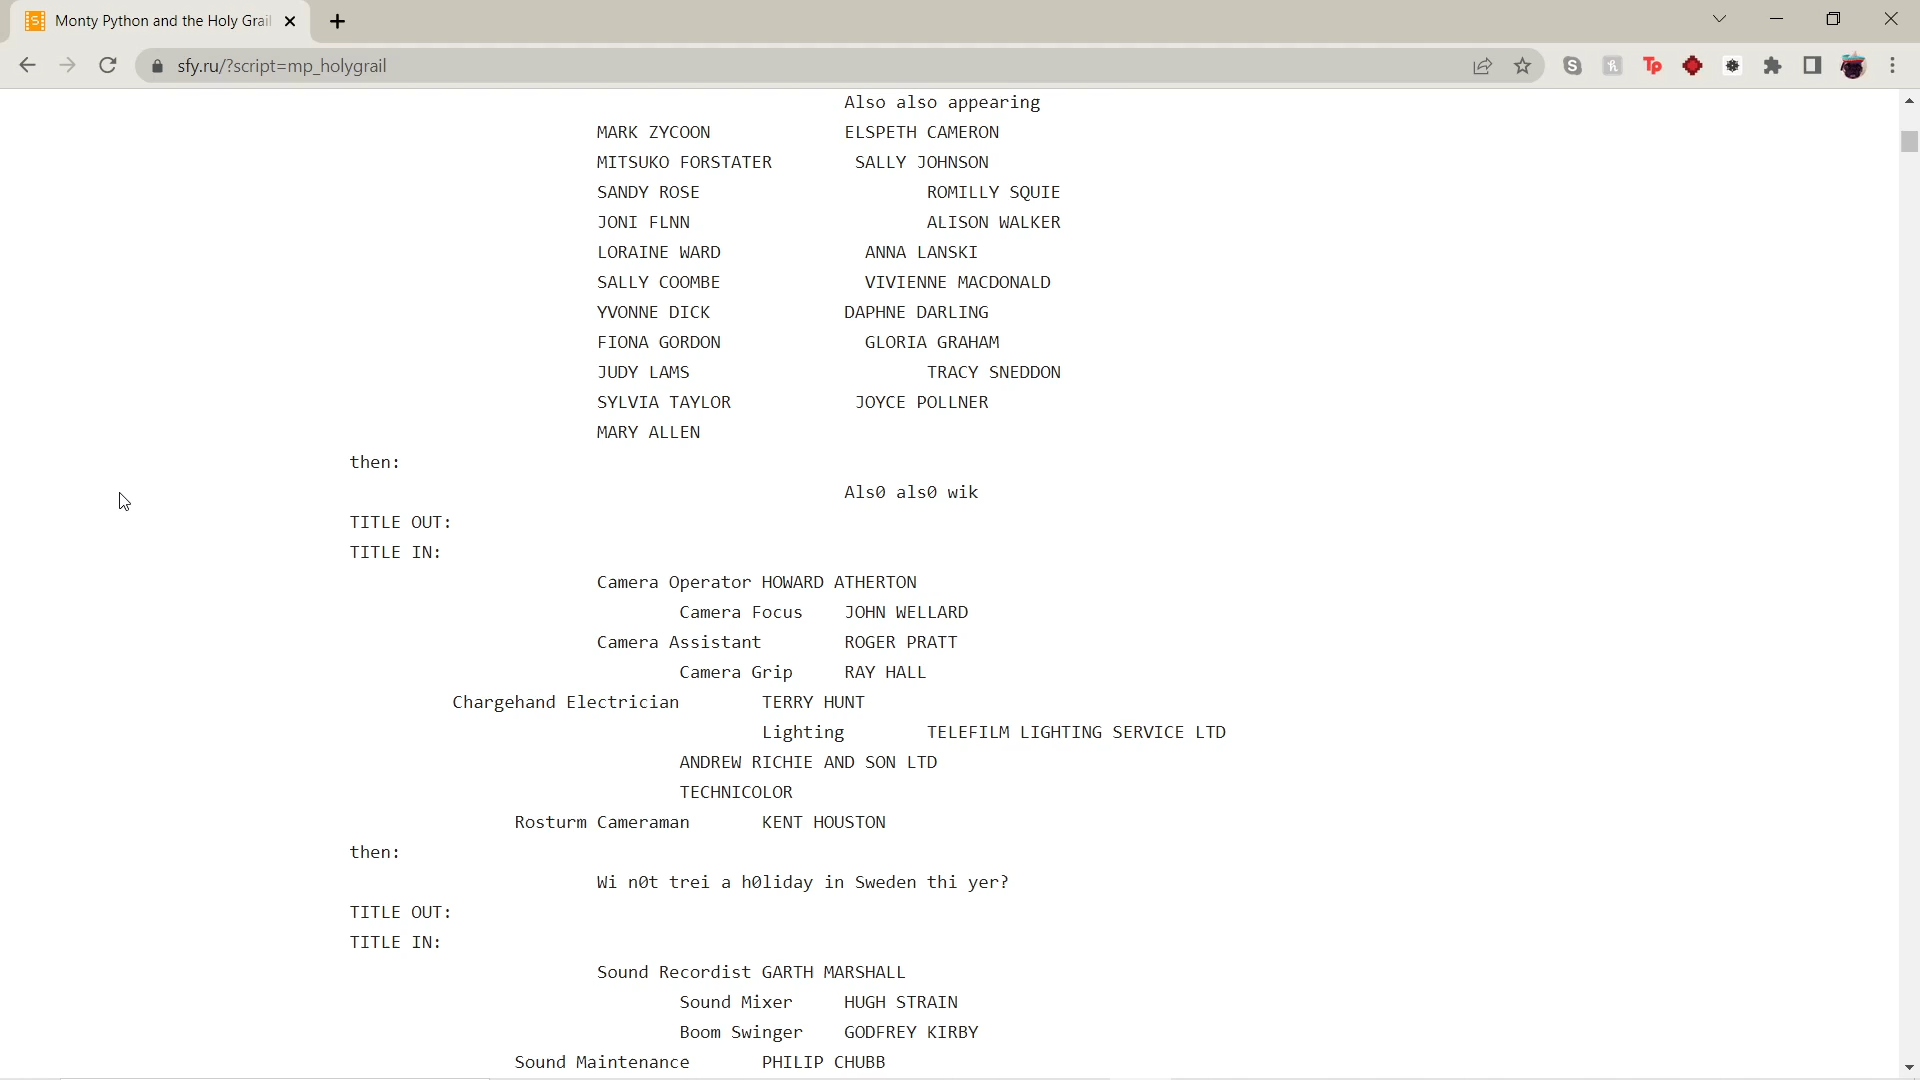 Monty Python and the Holy Grail
sfy.ru/?script=mp_holygrail
Also also appearing
MARK ZYCOON ELSPETH CAMERON
MITSUKO FORSTATER SALLY JOHNSON
SANDY ROSE ROMILLY SQUIE
JONI FLNN ALISON WALKER
LORAINE WARD ANNA LANSKI
SALLY COOMBE VIVIENNE MACDONALD
YVONNE DICK DAPHNE DARLING
FIONA GORDON GLORIA GRAHAM
JUDY LAMS TRACY SNEDDON
SYLVIA TAYLOR JOYCE POLLNER
MARY ALLEN
then:
Als0 als0 wik
TITLE OUT:
TITLE IN:
Camera Operator HOWARD ATHERTON
Camera Focus JOHN WELLARD
Camera Assistant ROGER PRATT
Camera Grip RAY HALL
Chargehand Electrician TERRY HUNT
Lighting TELEFILM LIGHTING SERVICE LTD
ANDREW RICHIE AND SON LTD
TECHNICOLOR
Rosturm Cameraman KENT HOUSTON
then:
Wi n0t trei a h0liday in Sweden thi yer?
TITLE OUT:
TITLE IN:
Sound Recordist GARTH MARSHALL
Sound Mixer HUGH STRAIN
Boom Swinger GODFREY KIRBY
Sound Maintenance PHILIP CHUBB